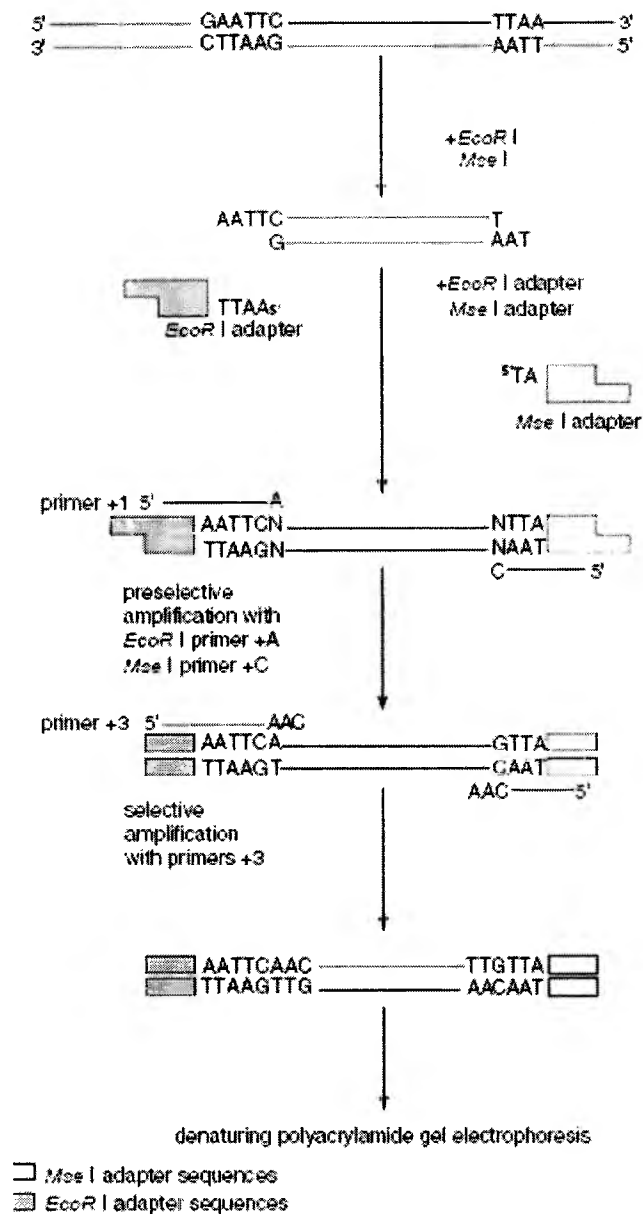 5' GAATTC TTAA 3'
3' CTTAAG AATT 5'
+EcoR I
Mse I
AATTC T
G AAT
+EcoR I adapter
Mse I adapter
TTAA5'
EcoR I adapter
5'TA
Mse I adapter
primer +1 5' A
AATTCN NTTA
TTAAGN NAAT
C 5'
preselective
amplification with
EcoR I primer +A
Mse I primer +C
primer +3 5' AAC
AATTCA GTTA
TTAAGT CAAT
AAC 5'
selective
amplification
with primers +3
AATTCAAC TTGTTA
TTAAGTTG AACAAT
denaturing polyacrylamide gel electrophoresis
Mse I adapter sequences
EcoR I adapter sequences